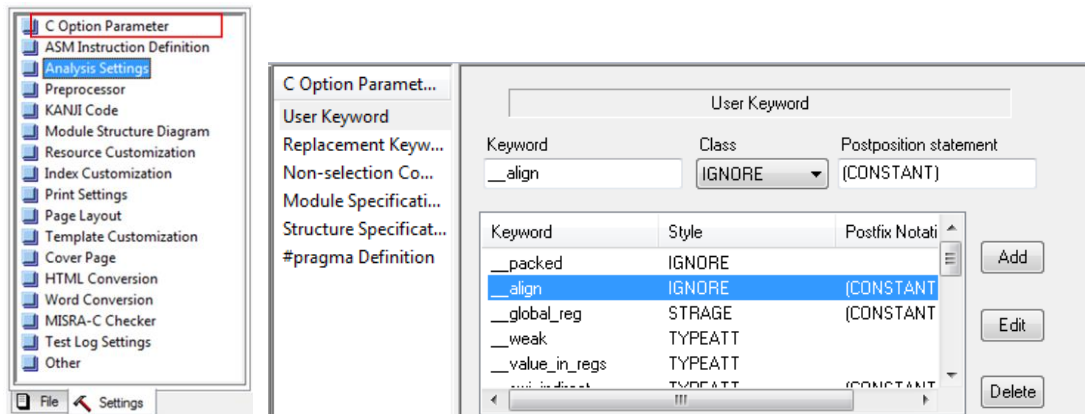 C Option Parameter
ASM Instruction Definition
Analysis Settings
Preprocessor
KANJI Code
Module Structure Diagram
Resource Customization
Index Customization
Print Settings
Page Layout
Template Customization
Cover Page
HTML Conversion
Word Conversion
MISRA-C Checker
Test Log Settings
Other
File Settings
C Option Paramet...
User Keyword
Replacement Keyw...
Non-selection Co...
Module Specificati...
Structure Specificat...
#pragma Definition
User Keyword
Keyword Class Postposition statement
__align IGNORE (CONSTANT)
Keyword Style Postfix Notati
__packed IGNORE
__align IGNORE (CONSTANT
__global_reg STRAGE (CONSTANT
__weak TYPEATT
__value_in_regs TYPEATT
TYPEATT (CONSTANT
Add
Edit
Delete